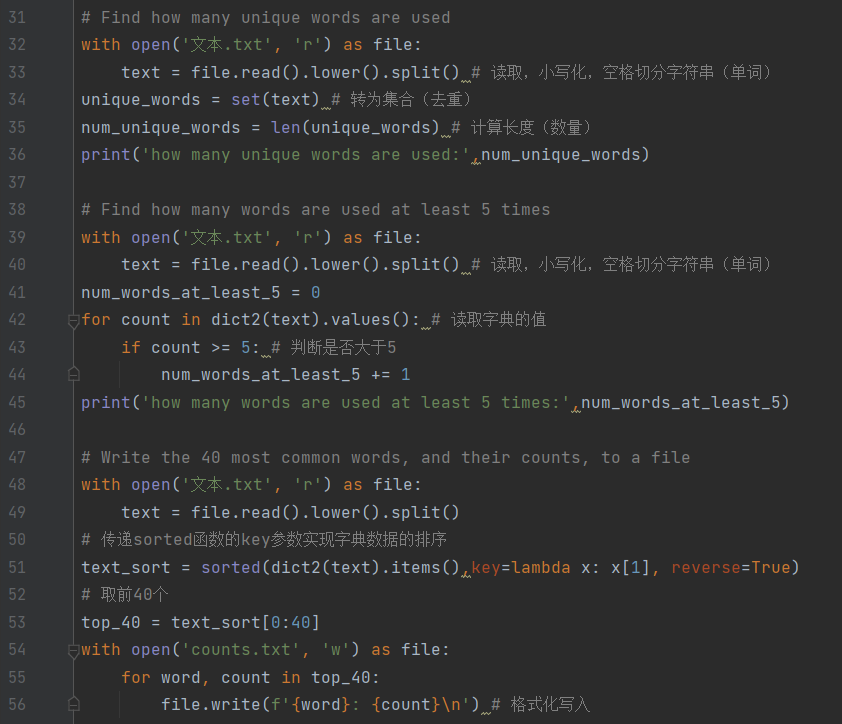 31 # Find how many unique words are used
32 with open('文本.txt', 'r') as file:
33     text = file.read().lower().split() # 读取，小写化，空格切分字符串（单词）
34 unique_words = set(text) # 转为集合（去重）
35 num_unique_words = len(unique_words) # 计算长度（数量）
36 print('how many unique words are used:',num_unique_words)
37
38 # Find how many words are used at least 5 times
39 with open('文本.txt', 'r') as file:
40     text = file.read().lower().split() # 读取，小写化，空格切分字符串（单词）
41 num_words_at_least_5 = 0
42 for count in dict2(text).values(): # 读取字典的值
43     if count >= 5: # 判断是否大于5
44         num_words_at_least_5 += 1
45 print('how many words are used at least 5 times:',num_words_at_least_5)
46
47 # Write the 40 most common words, and their counts, to a file
48 with open('文本.txt', 'r') as file:
49     text = file.read().lower().split()
50 # 传递sorted函数的key参数实现字典数据的排序
51 text_sort = sorted(dict2(text).items(),key=lambda x: x[1], reverse=True)
52 # 取前40个
53 top_40 = text_sort[0:40]
54 with open('counts.txt', 'w') as file:
55     for word, count in top_40:
56         file.write(f'{word}: {count}\n') # 格式化写入